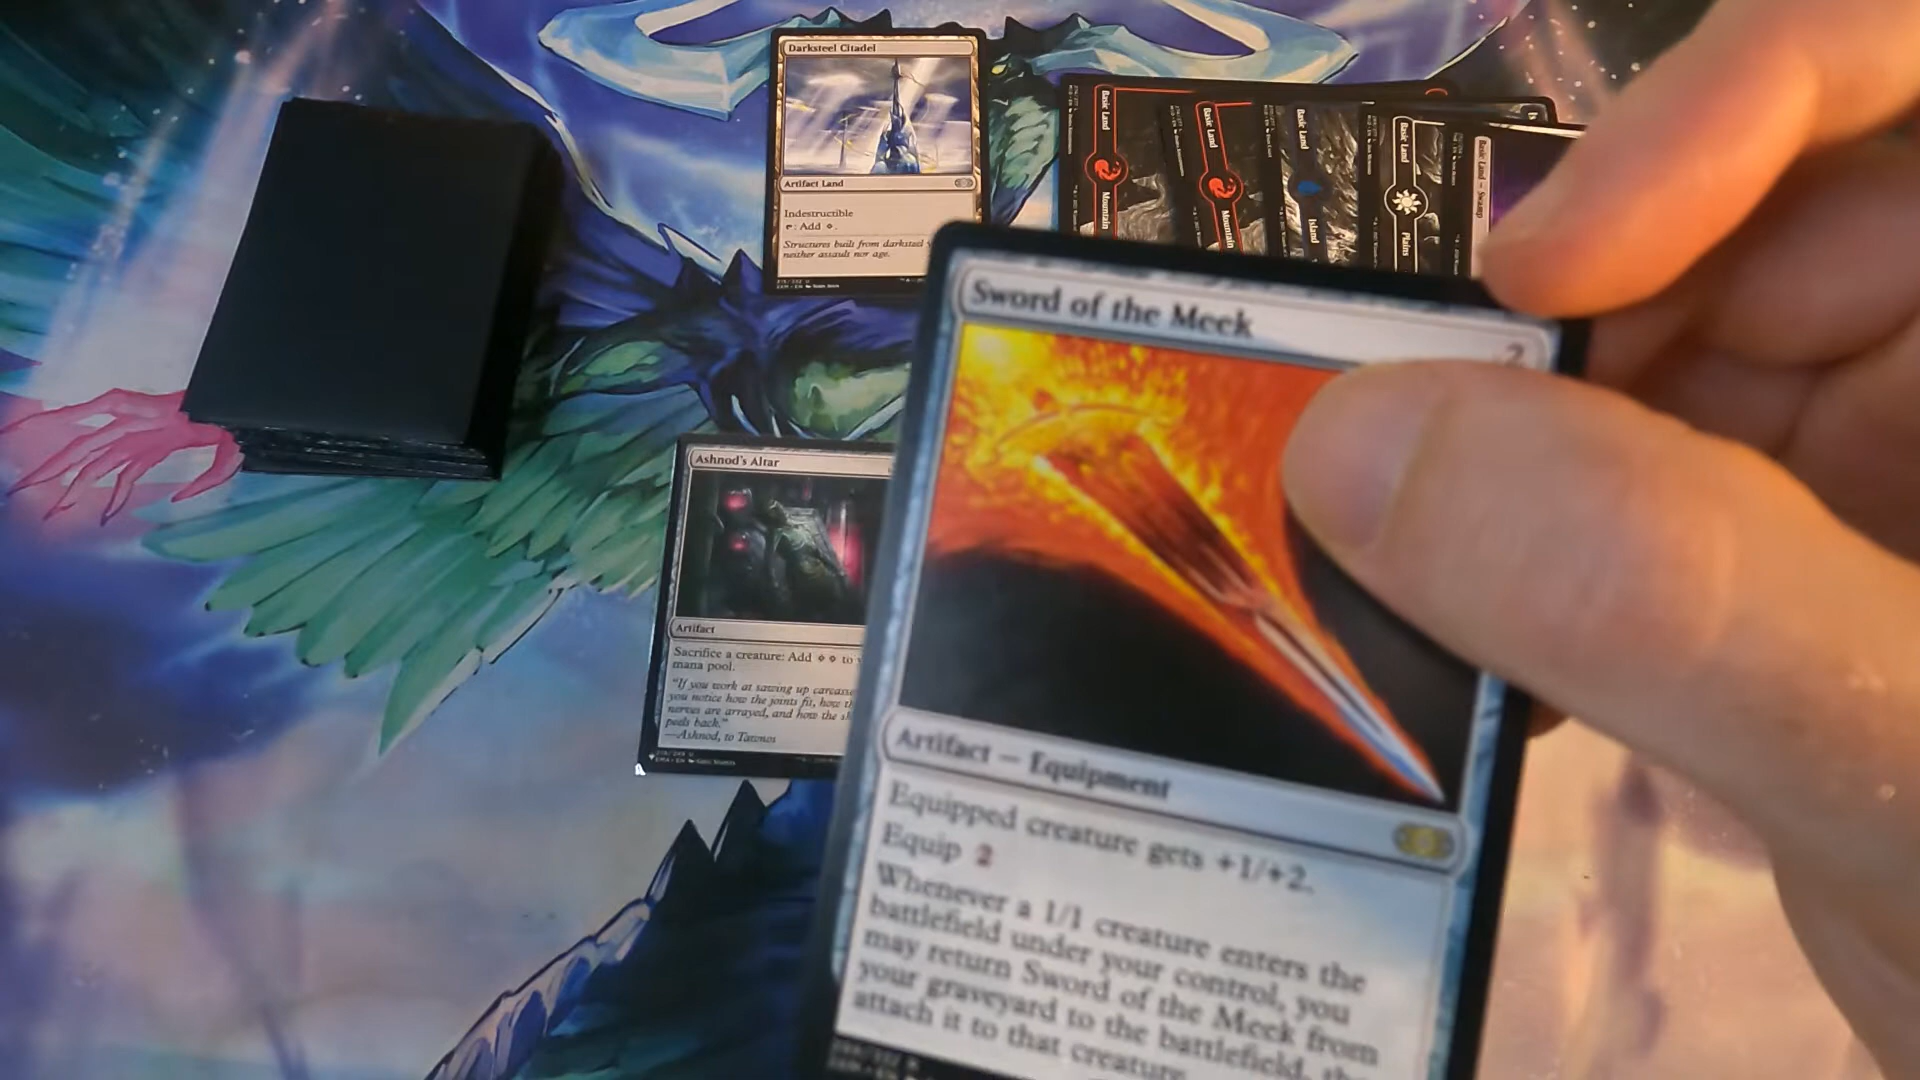 Darksteel Citadel
Artifact Land
Indestructible
: Add
Structures built from darksteel
neither assault nor age.
Basic Land
Mountain
Basic Land
Mountain
Basic Land
Island
Basic Land
Plains
Basic Land — Swamp
Ashnod's Altar
Artifact
Sacrifice a creature: Add to
mana pool.
"If you work at sawing up
you notice how the joints fit, how
nerves are arrayed, and how the
peels back."
—Ashnod, to Tawnos
Sword of the Meek
2
Artifact — Equipment
Equipped creature gets +1/+2.
Equip 2
Whenever a 1/1 creature enters the
battlefield under your control, you
may return Sword of the Meek from
your graveyard to the battlefield,
attach it to that creature.